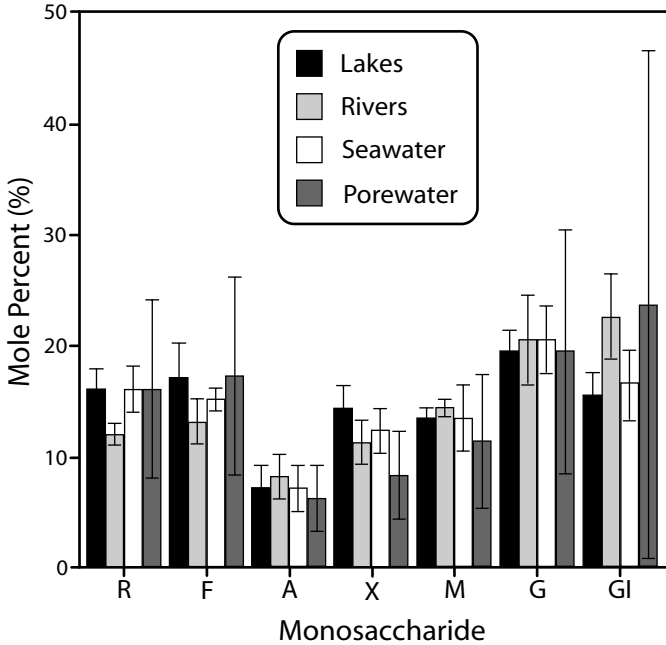 50
40
30
20
10
0
Mole Percent (%)
Lakes
Rivers
Seawater
Porewater
R F A X M G Gl
Monosaccharide